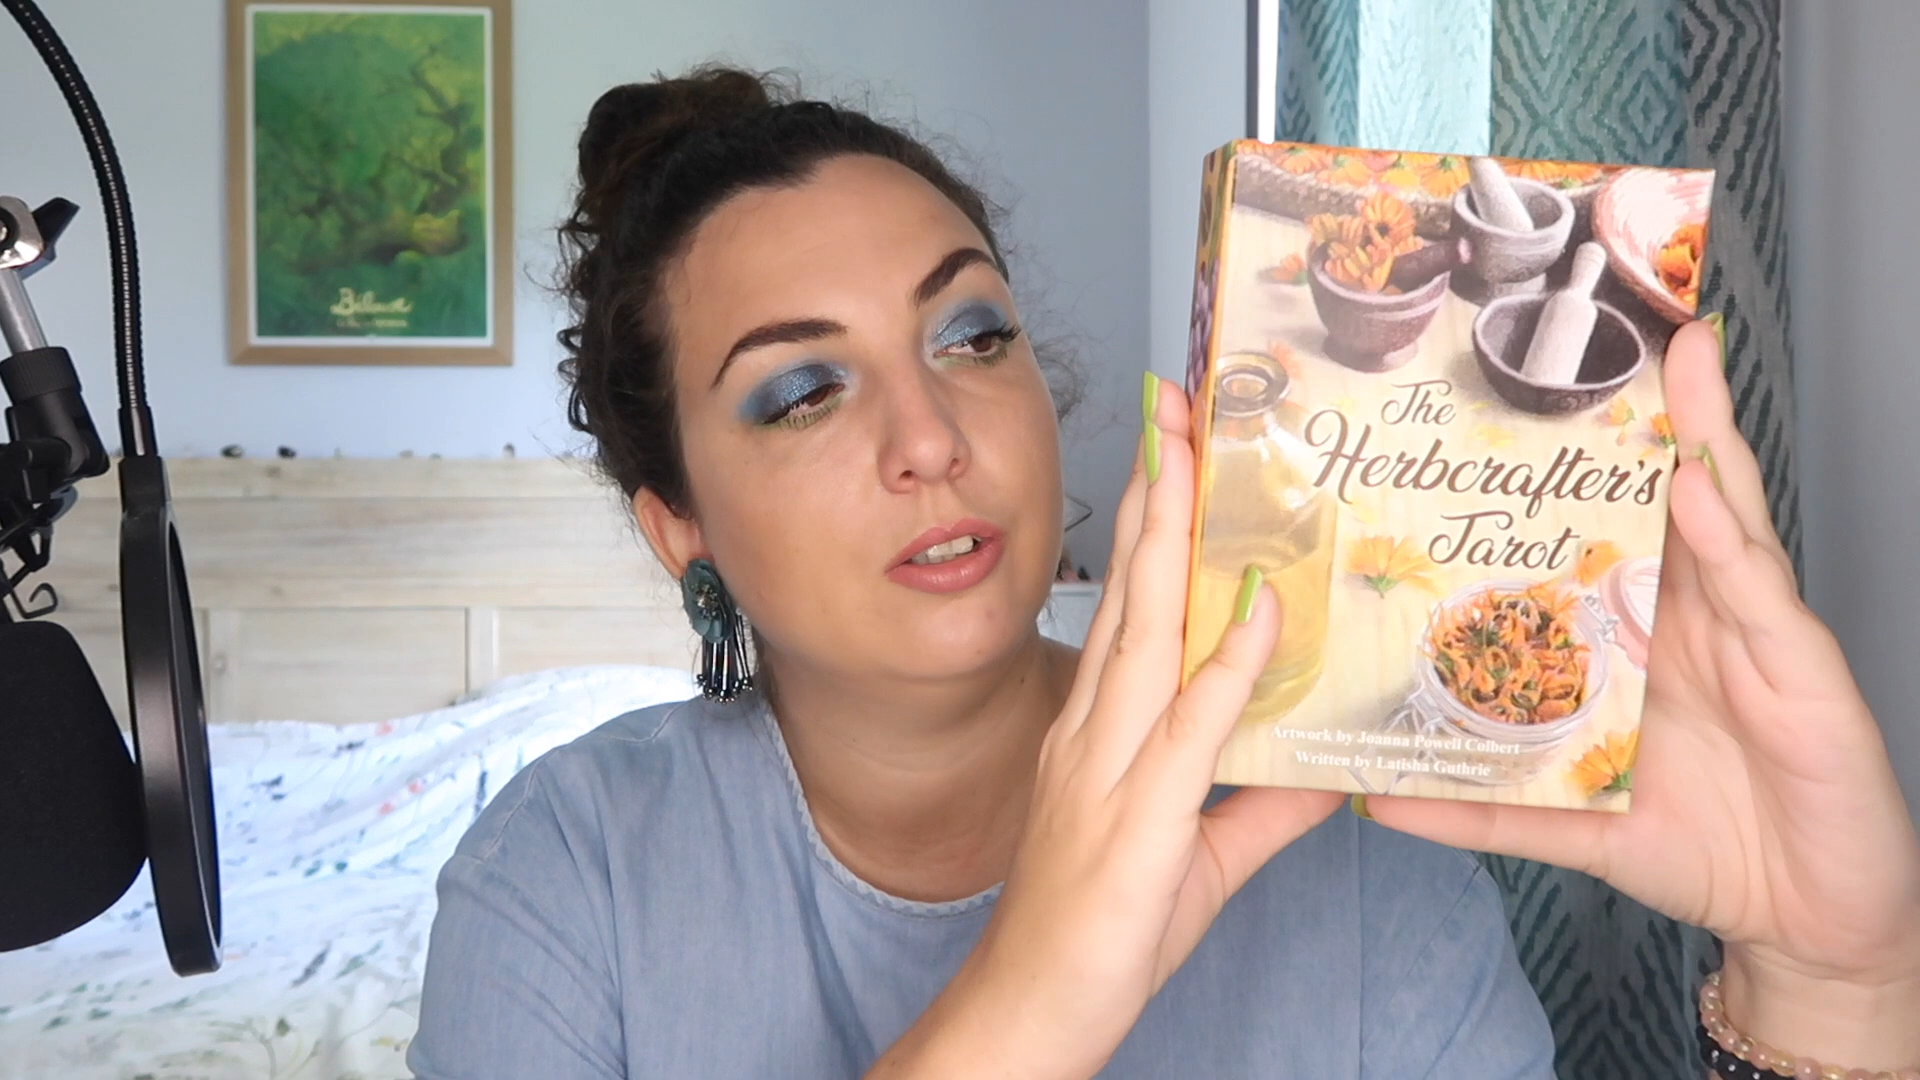 The
Herbcrafter's
Tarot
Artwork by Joanna Powell Colbert
Written by Latisha Guthrie